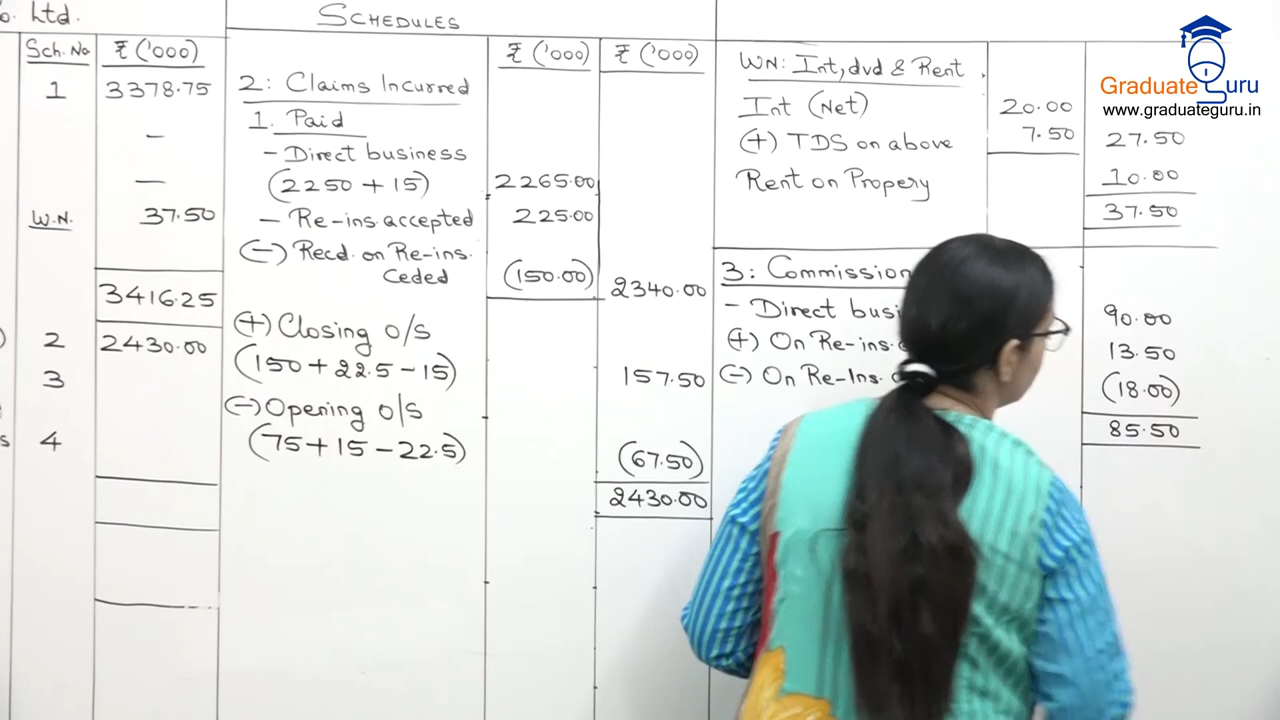 o. Ltd.
Sch. No
₹ ('000)
1
3378.75
—
—
W.N.
37.50
3416.25
2
2430.00
3
s
4
SCHEDULES
₹ ('000)
₹ ('000)
2: Claims Incurred
1. Paid
- Direct business
(2250 + 15)
2265.00
- Re-ins accepted
225.00
(-) Recd. on Re-ins.
Ceded
(150.00)
2340.00
(+) Closing o/s
(150 + 22.5 - 15)
157.50
(-) Opening o/s
(75 + 15 - 22.5)
(67.50)
2430.00
WN: Int, dvd & Rent
Int (Net)
20.00
(+) TDS on above
7.50
27.50
Rent on Propery
10.00
37.50
3: Commission
- Direct busi
90.00
(+) On Re-ins.
13.50
(-) On Re-Ins.
(18.00)
85.50
Graduate Guru
www.graduateguru.in